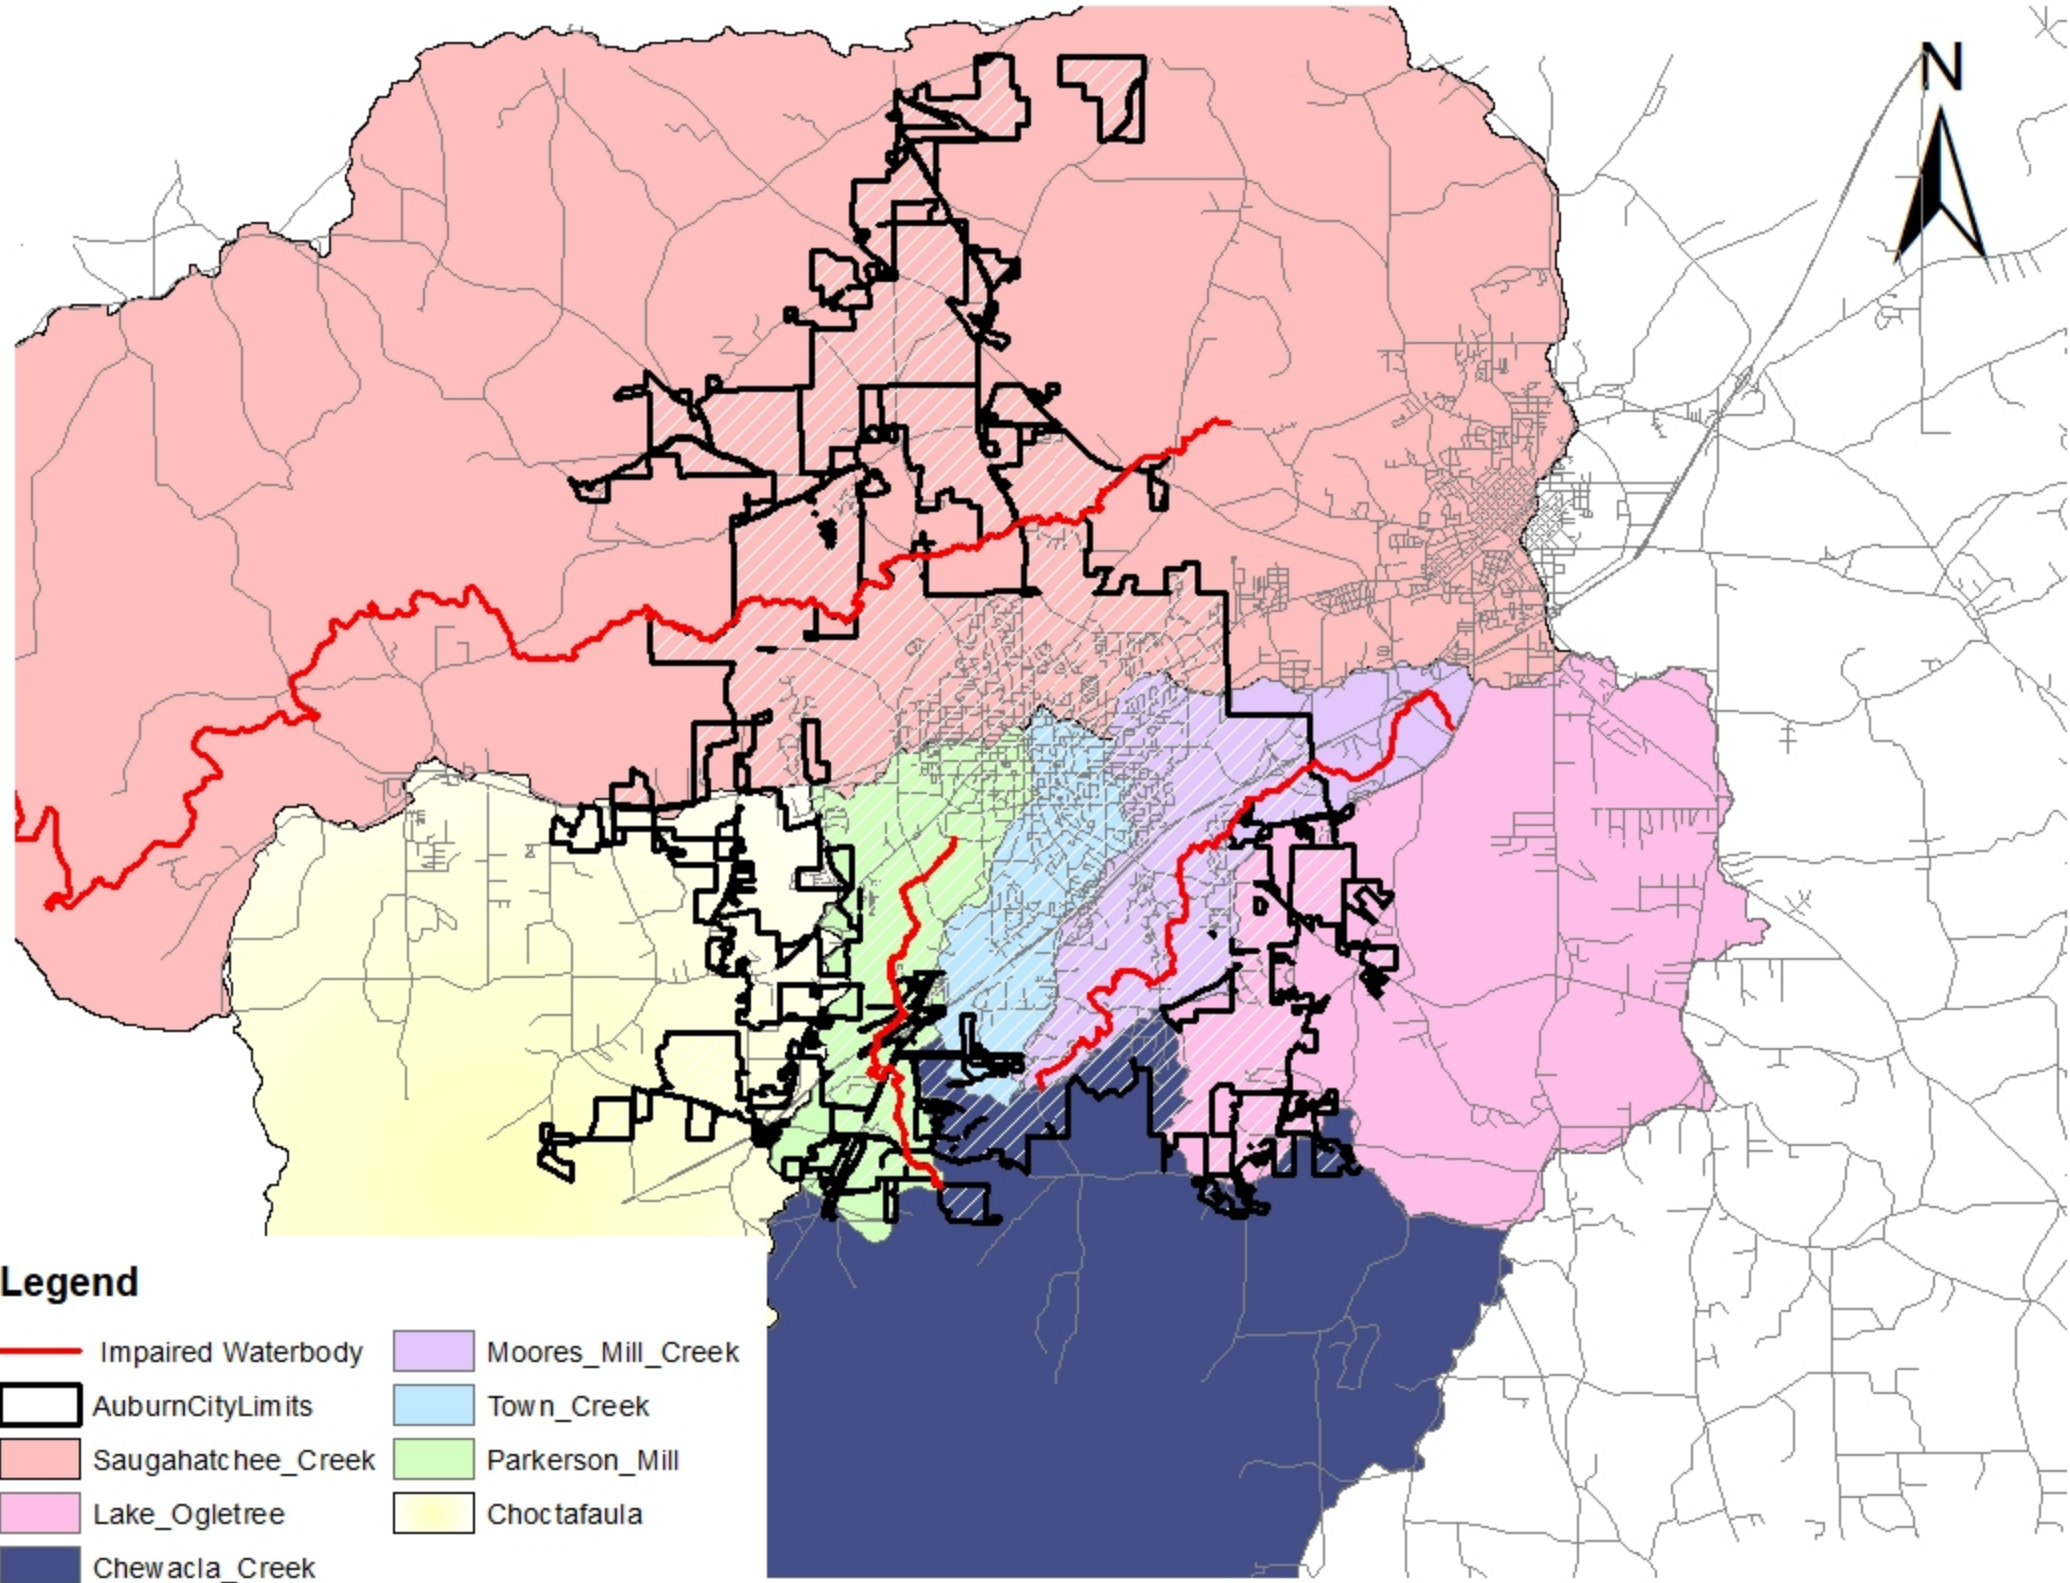 N
Legend
Impaired Waterbody
AuburnCityLimits
Saugahatchee_Creek
Lake_Ogletree
Chewacla_Creek
Moores_Mill_Creek
Town_Creek
Parkerson_Mill
Choctafaula